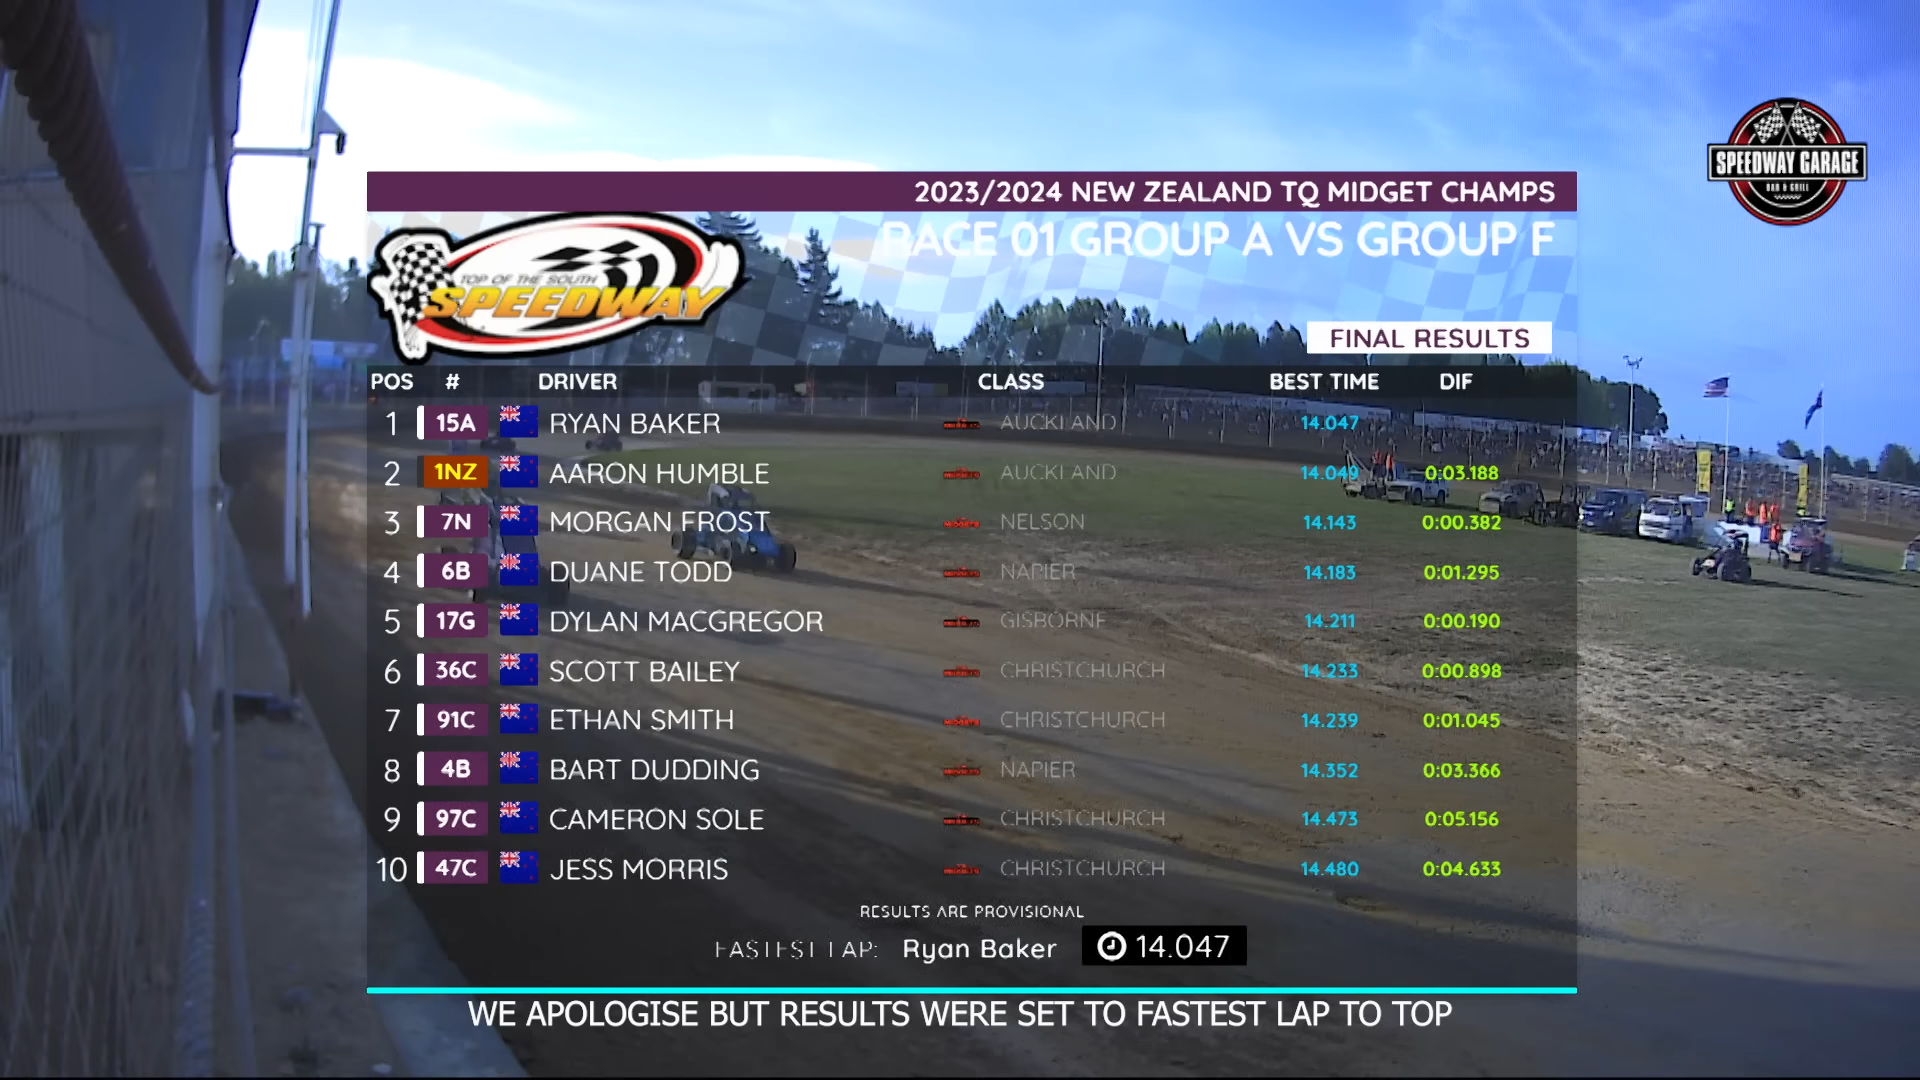 SPEEDWAY GARAGE
BAR & GRILL
2023/2024 NEW ZEALAND TQ MIDGET CHAMPS
RACE 01 GROUP A VS GROUP F
TOP OF THE SOUTH
SPEEDWAY
FINAL RESULTS
POS # DRIVER CLASS BEST TIME DIF
1 15A RYAN BAKER AUCKLAND 14.047
2 1NZ AARON HUMBLE AUCKLAND 14.049 0:03.188
3 7N MORGAN FROST NELSON 14.143 0:00.382
4 6B DUANE TODD NAPIER 14.183 0:01.295
5 17G DYLAN MACGREGOR GISBORNE 14.211 0:00.190
6 36C SCOTT BAILEY CHRISTCHURCH 14.233 0:00.898
7 91C ETHAN SMITH CHRISTCHURCH 14.239 0:01.045
8 4B BART DUDDING NAPIER 14.352 0:03.366
9 97C CAMERON SOLE CHRISTCHURCH 14.473 0:05.156
10 47C JESS MORRIS CHRISTCHURCH 14.480 0:04.633
RESULTS ARE PROVISIONAL
FASTEST LAP: Ryan Baker 14.047
WE APOLOGISE BUT RESULTS WERE SET TO FASTEST LAP TO TOP